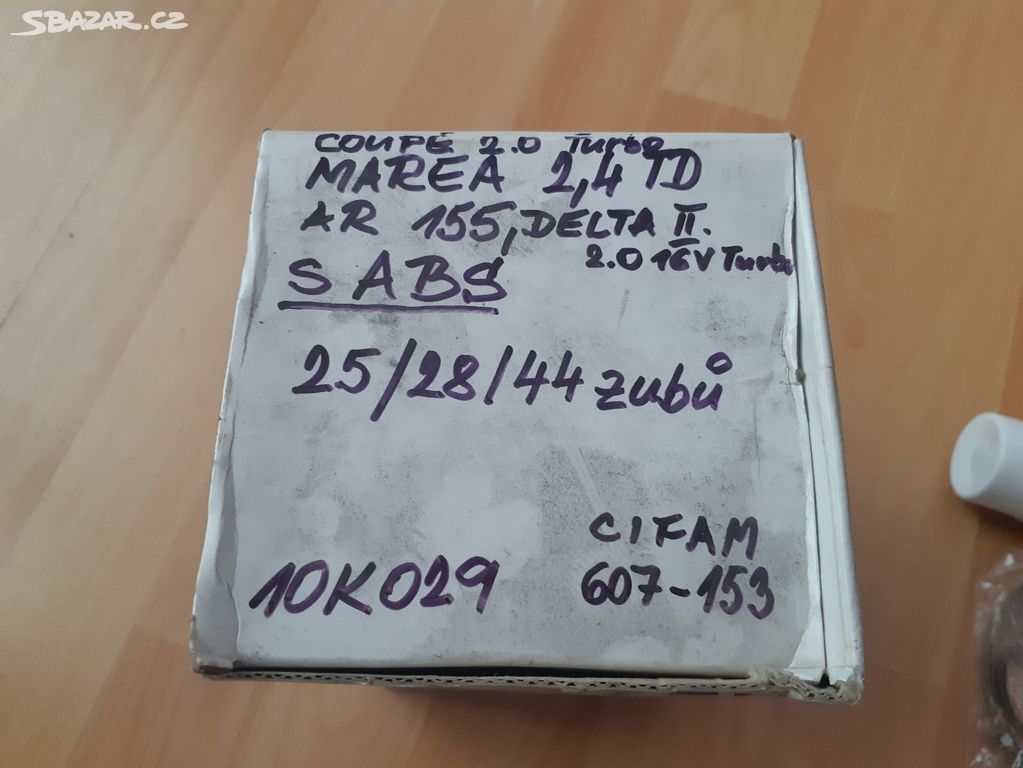 SBAZAR.CZ
COUPÉ 2.0 Turbo
MAREA 2,4 TD
AR 155, DELTA II.
2.0 16V Turbo
S ABS
25/28/44 zubů
CIFAM
10K029
607-153